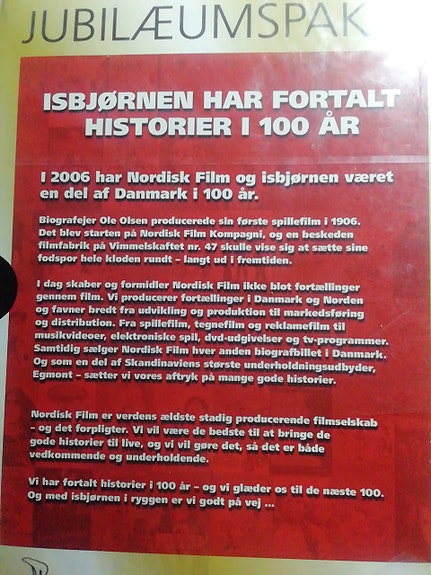 JUBILÆUMSPAK
ISBJØRNEN HAR FORTALT
HISTORIER I 100 ÅR
I 2006 har Nordisk Film og isbjørnen været
en del af Danmark i 100 år.
Biografejer Ole Olsen producerede sin første spillefilm i 1906.
Det blev starten på Nordisk Film Kompagni, og en beskeden
filmfabrik på Vimmelskaftet nr. 47 skulle vise sig at sætte sine
fodspor hele kloden rundt – langt ud i fremtiden.
I dag skaber og formidler Nordisk Film ikke blot fortællinger
gennem film. Vi producerer fortællinger i Danmark og Norden
og favner bredt fra udvikling og produktion til markedsføring
og distribution. Fra spillefilm, tegnefilm og reklamefilm til
musikvideoer, elektroniske spil, dvd-udgivelser og tv-programmer.
Samtidig sælger Nordisk Film hver anden biografbillet i Danmark.
Og som en del af Skandinaviens største underholdningsudbyder,
Egmont – sætter vi vores aftryk på mange gode historier.
Nordisk Film er verdens ældste stadig producerende filmselskab
– og det forpligter. Vi vil være de bedste til at bringe de
gode historier til live, og vi vil gøre det, så det er både
vedkommende og underholdende.
Vi har fortalt historier i 100 år – og vi glæder os til de næste 100.
Og med isbjørnen i ryggen er vi godt på vej ...